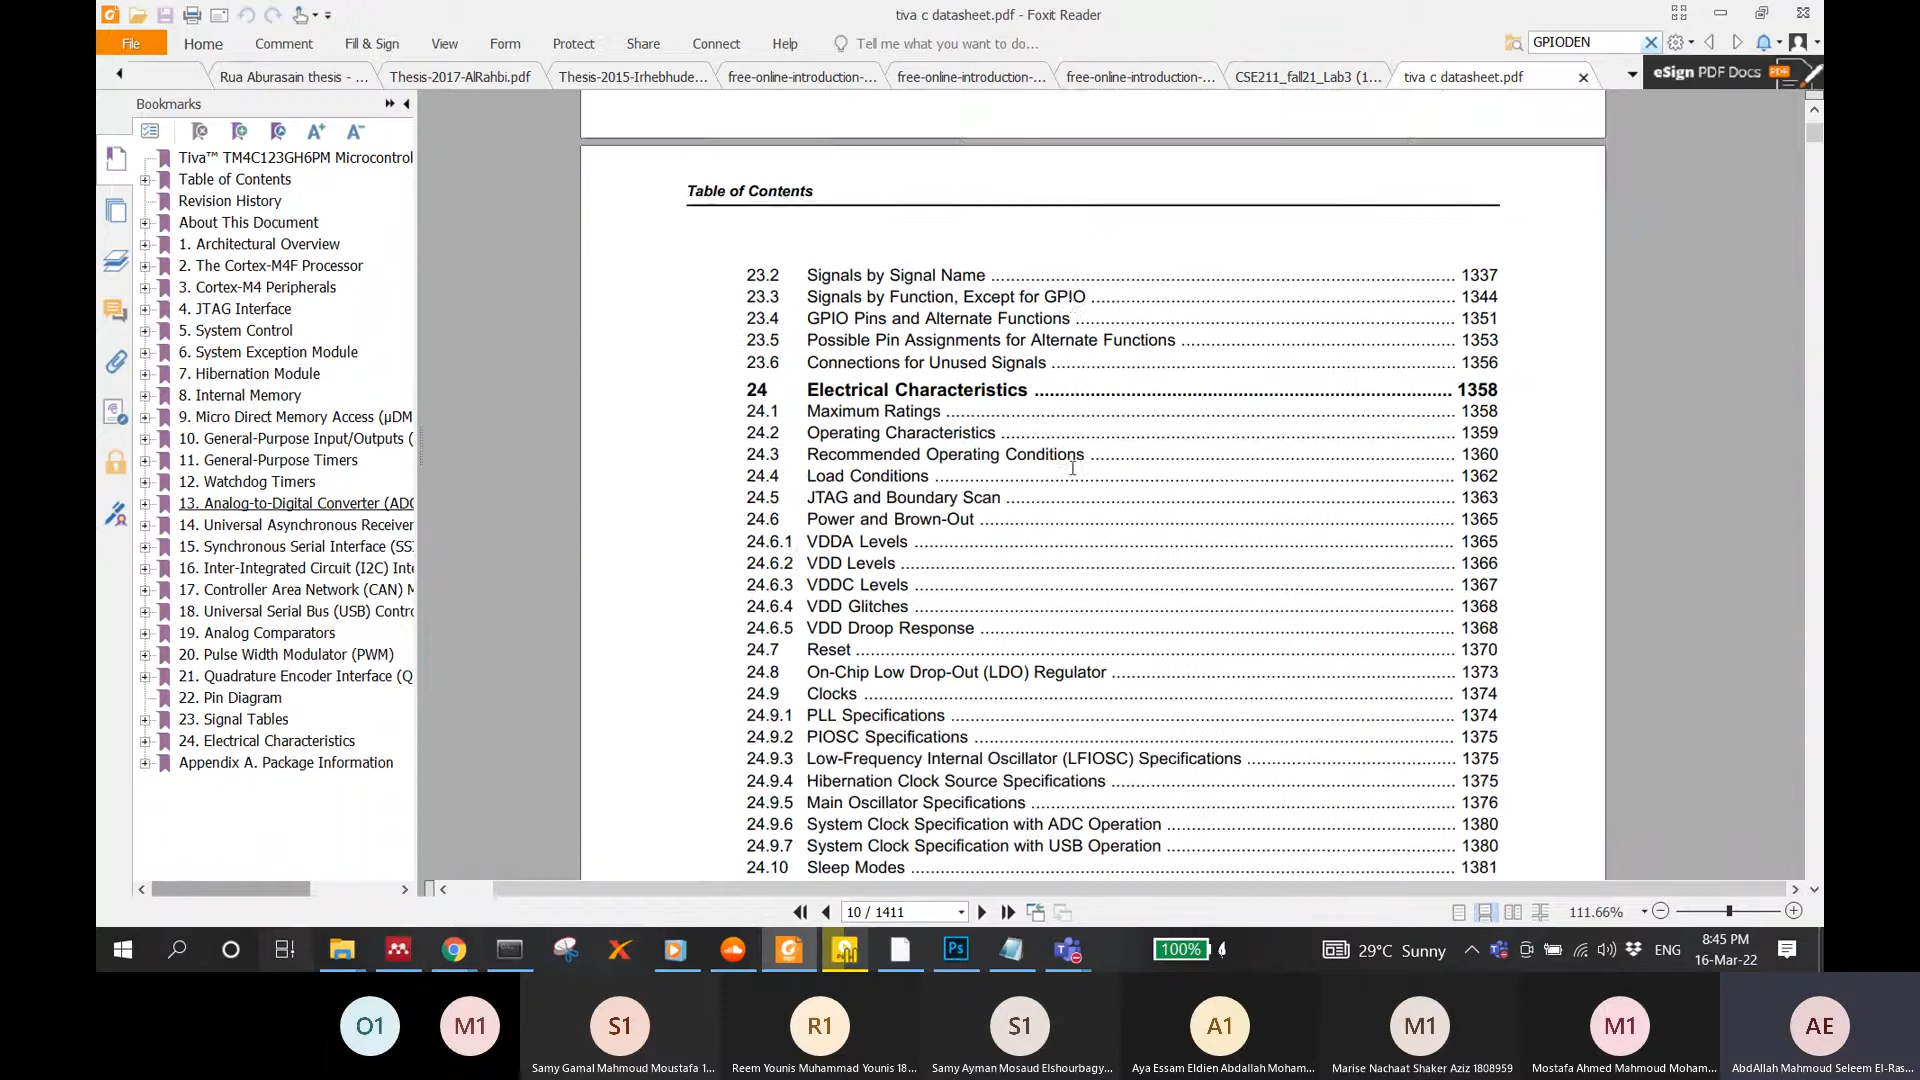 tiva c datasheet.pdf - Foxit Reader
File Home Comment Fill & Sign View Form Protect Share Connect Help Tell me what you want to do... GPIODEN
Rua Aburasain thesis - ... Thesis-2017-AlRahbi.pdf Thesis-2015-Irhebhude... free-online-introduction-... free-online-introduction-... free-online-introduction-... CSE211_fall21_Lab3 (1... tiva c datasheet.pdf eSign PDF Docs
Bookmarks
Tiva™ TM4C123GH6PM Microcontrol
Table of Contents
Revision History
About This Document
1. Architectural Overview
2. The Cortex-M4F Processor
3. Cortex-M4 Peripherals
4. JTAG Interface
5. System Control
6. System Exception Module
7. Hibernation Module
8. Internal Memory
9. Micro Direct Memory Access (µDM
10. General-Purpose Input/Outputs (
11. General-Purpose Timers
12. Watchdog Timers
13. Analog-to-Digital Converter (ADC
14. Universal Asynchronous Receiver
15. Synchronous Serial Interface (SS
16. Inter-Integrated Circuit (I2C) Inte
17. Controller Area Network (CAN) M
18. Universal Serial Bus (USB) Contro
19. Analog Comparators
20. Pulse Width Modulator (PWM)
21. Quadrature Encoder Interface (Q
22. Pin Diagram
23. Signal Tables
24. Electrical Characteristics
Appendix A. Package Information
Table of Contents
23.2 Signals by Signal Name ... 1337
23.3 Signals by Function, Except for GPIO ... 1344
23.4 GPIO Pins and Alternate Functions ... 1351
23.5 Possible Pin Assignments for Alternate Functions ... 1353
23.6 Connections for Unused Signals ... 1356
24 Electrical Characteristics ... 1358
24.1 Maximum Ratings ... 1358
24.2 Operating Characteristics ... 1359
24.3 Recommended Operating Conditions ... 1360
24.4 Load Conditions ... 1362
24.5 JTAG and Boundary Scan ... 1363
24.6 Power and Brown-Out ... 1365
24.6.1 VDDA Levels ... 1365
24.6.2 VDD Levels ... 1366
24.6.3 VDDC Levels ... 1367
24.6.4 VDD Glitches ... 1368
24.6.5 VDD Droop Response ... 1368
24.7 Reset ... 1370
24.8 On-Chip Low Drop-Out (LDO) Regulator ... 1373
24.9 Clocks ... 1374
24.9.1 PLL Specifications ... 1374
24.9.2 PIOSC Specifications ... 1375
24.9.3 Low-Frequency Internal Oscillator (LFIOSC) Specifications ... 1375
24.9.4 Hibernation Clock Source Specifications ... 1375
24.9.5 Main Oscillator Specifications ... 1376
24.9.6 System Clock Specification with ADC Operation ... 1380
24.9.7 System Clock Specification with USB Operation ... 1380
24.10 Sleep Modes ... 1381
10 / 1411 111.66%
100% 29°C Sunny ENG 8:45 PM
16-Mar-22
O1 M1 S1 R1 S1 A1 M1 M1 AE
Samy Gamal Mahmoud Moustafa 1... Reem Younis Muhammad Younis 18... Samy Ayman Mosaud Elshourbagy... Aya Essam Eldien Abdallah Moham... Marise Nachaat Shaker Aziz 1808959 Mostafa Ahmed Mahmoud Moham... AbdAllah Mahmoud Seleem El-Ras...